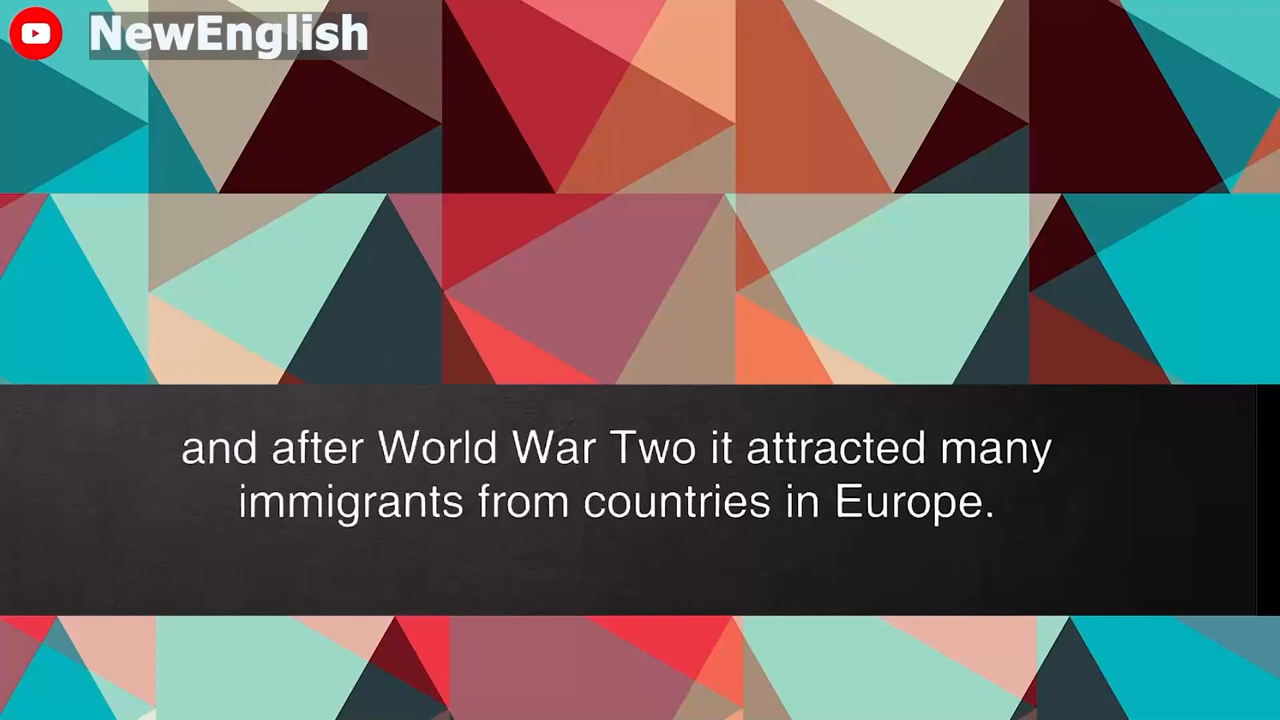 NewEnglish
and after World War Two it attracted many
immigrants from countries in Europe.